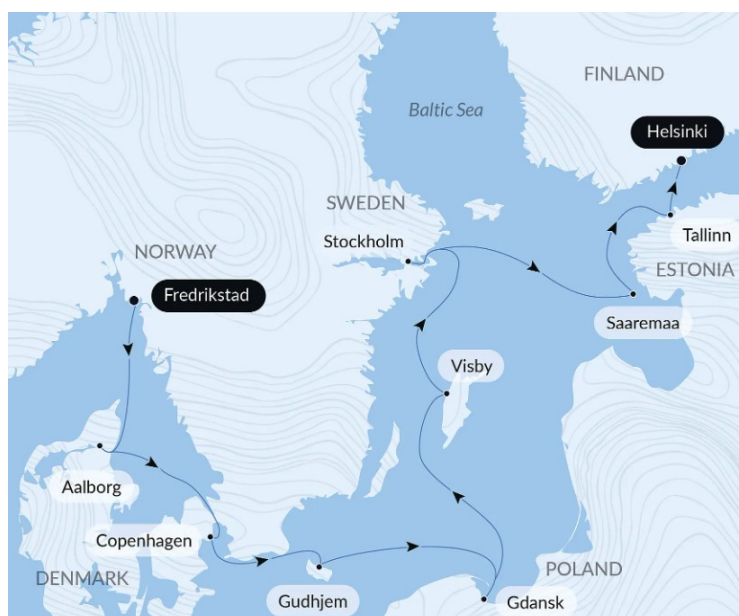 FINLAND
Baltic Sea
Helsinki
SWEDEN
Stockholm
Tallinn
NORWAY
ESTONIA
Fredrikstad
Saaremaa
Visby
Aalborg
Copenhagen
POLAND
DENMARK
Gudhjem
Gdansk